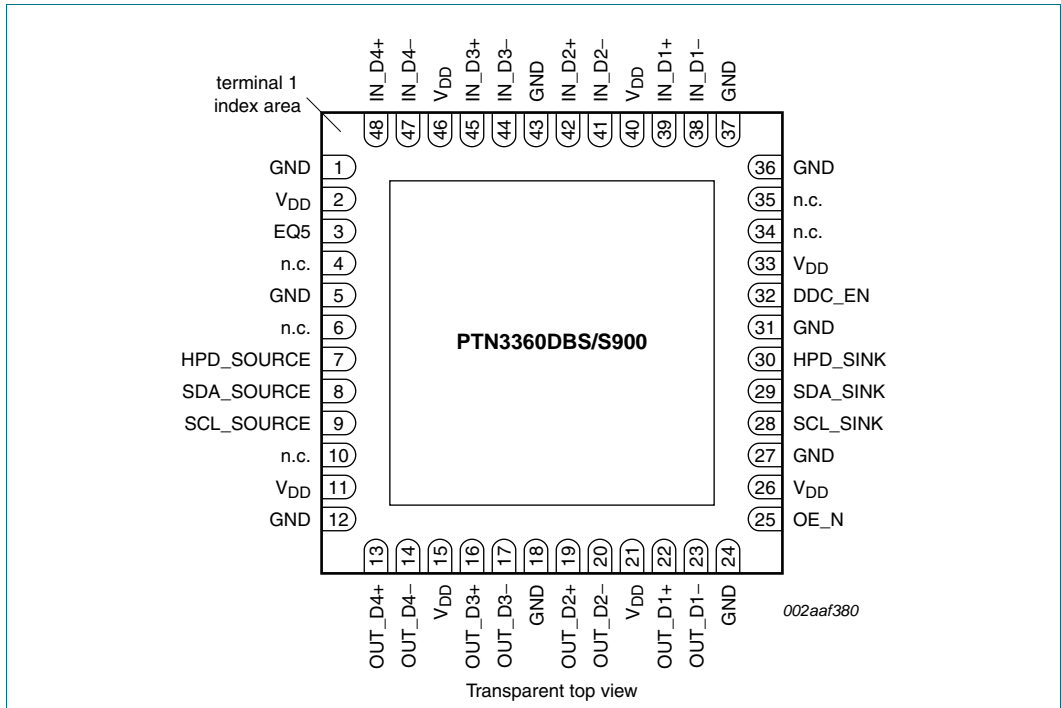 IN_D4+
IN_D4−
VDD
IN_D3+
IN_D3−
GND
IN_D2+
IN_D2−
VDD
IN_D1+
IN_D1−
GND
terminal 1
index area
48 47 46 45 44 43 42 41 40 39 38 37
GND 1 36 GND
VDD 2 35 n.c.
EQ5 3 34 n.c.
n.c. 4 33 VDD
GND 5 32 DDC_EN
n.c. 6 31 GND
PTN3360DBS/S900
HPD_SOURCE 7 30 HPD_SINK
SDA_SOURCE 8 29 SDA_SINK
SCL_SOURCE 9 28 SCL_SINK
n.c. 10 27 GND
VDD 11 26 VDD
GND 12 25 OE_N
13 14 15 16 17 18 19 20 21 22 23 24
OUT_D4+
OUT_D4−
VDD
OUT_D3+
OUT_D3−
GND
OUT_D2+
OUT_D2−
VDD
OUT_D1+
OUT_D1−
GND
002aaf380
Transparent top view